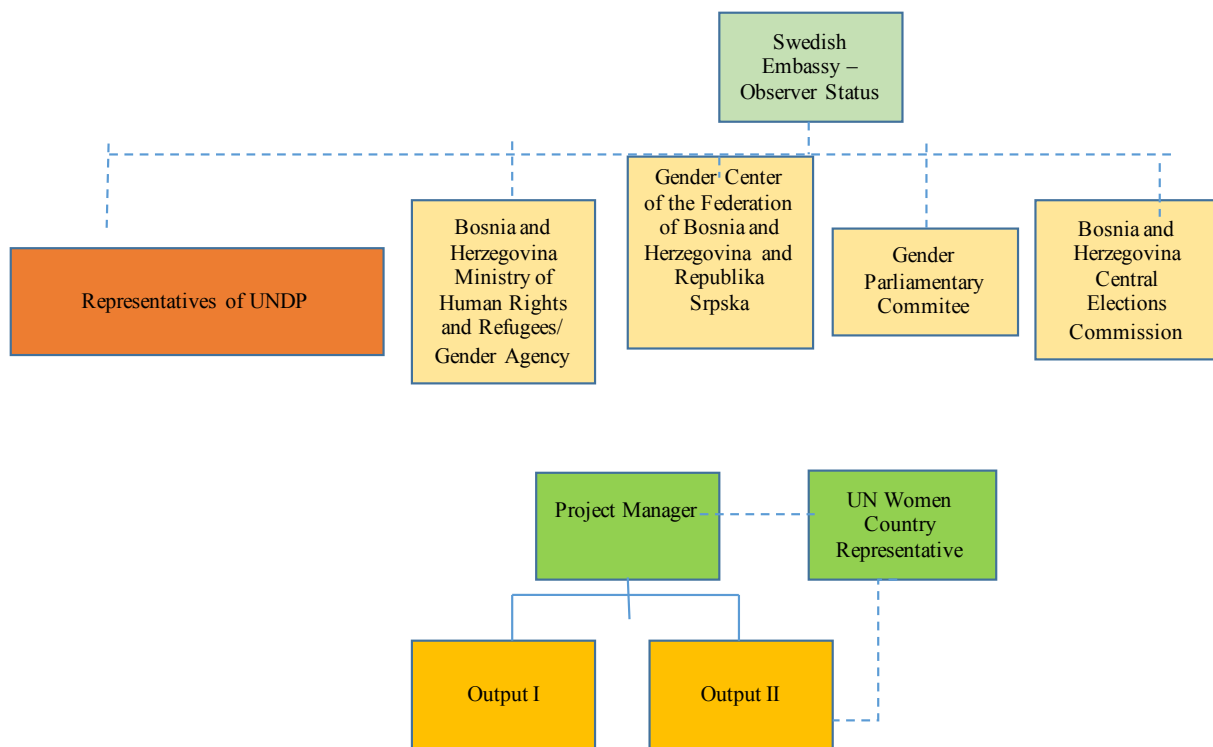 Swedish
Embassy –
Observer Status
Representatives of UNDP
Bosnia and
Herzegovina
Ministry of
Human Rights
and Refugees/
Gender Agency
Gender Center
of the Federation
of Bosnia and
Herzegovina and
Republika
Srpska
Gender
Parliamentary
Commitee
Bosnia and
Herzegovina
Central
Elections
Commission
Project Manager
UN Women
Country
Representative
Output I
Output II